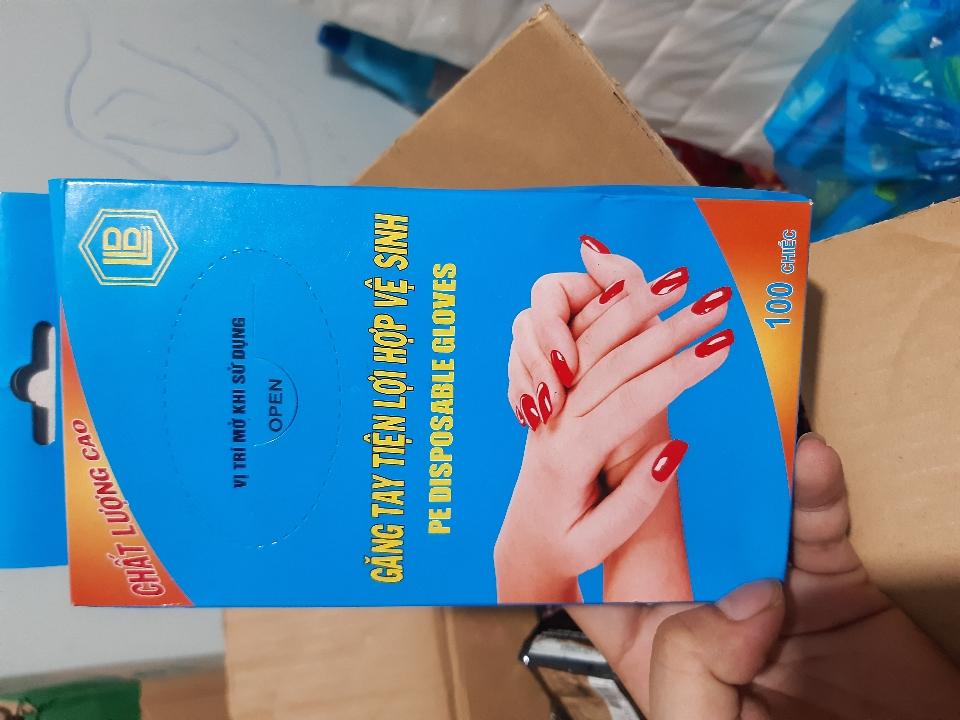 CHẤT LƯỢNG CAO
VỊ TRÍ MỞ KHI SỬ DỤNG
OPEN
GĂNG TAY TIỆN LỢI HỢP VỆ SINH
PE DISPOSABLE GLOVES
100 CHIẾC